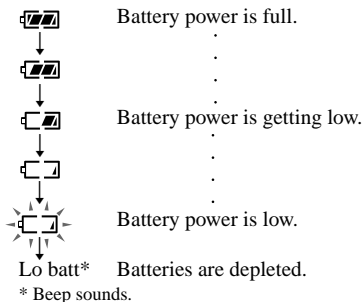 Battery power is full.
Battery power is getting low.
Battery power is low.
Lo batt* Batteries are depleted.
* Beep sounds.